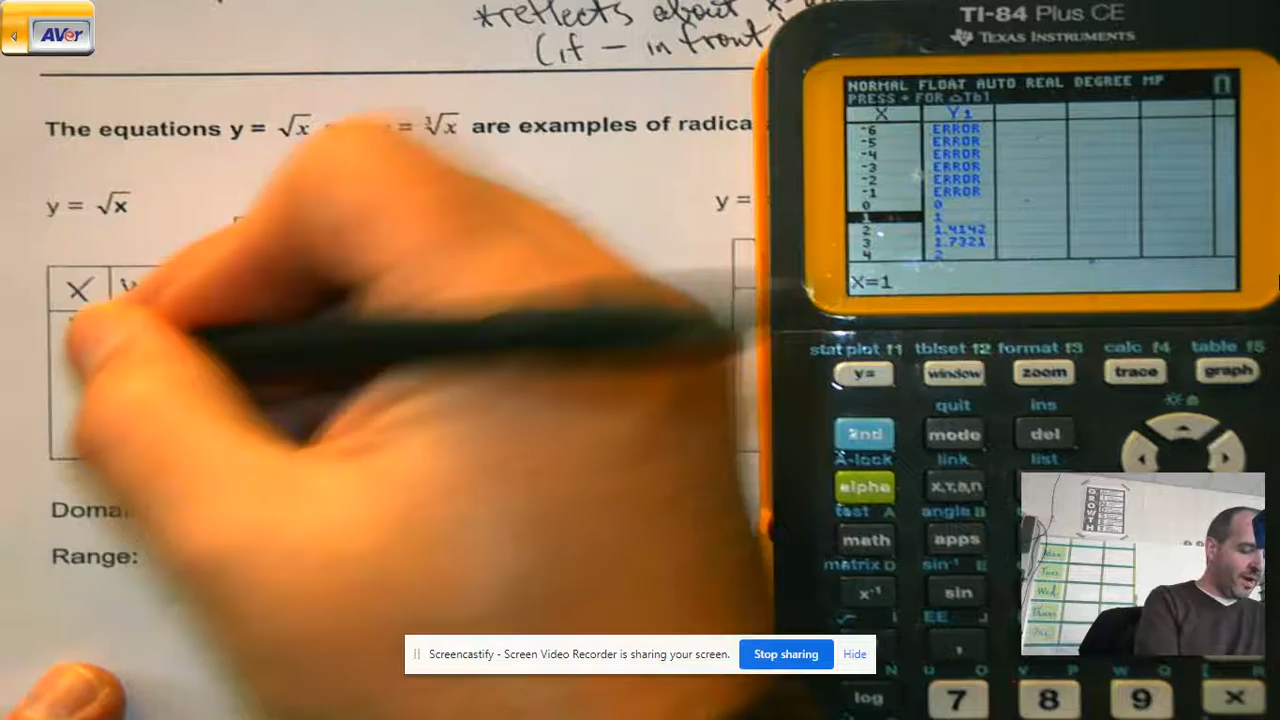 AVer
*reflects about x-
(if - in front
The equations y = √x = ∛x are examples of radica
y = √x
y =
X
Domai
Range:
TI-84 Plus CE
TEXAS INSTRUMENTS
NORMAL FLOAT AUTO REAL DEGREE MP
PRESS + FOR △Tbl
X Y1
-6 ERROR
-5 ERROR
-4 ERROR
-3 ERROR
-2 ERROR
-1 ERROR
0 0
1 1
2 1.4142
3 1.7321
4 2
X=1
stat plot f1 tblset f2 format f3 calc f4 table f5
y= window zoom trace graph
quit ins
2nd mode del
A-lock link list
alpha X,T,θ,n
test A angle B
math apps
matrix D sin⁻¹ E
x⁻¹ sin
√ I EE J
,
N u O v P w Q R
log 7 8 9 ×
GROWTH
Wed
Screencastify - Screen Video Recorder is sharing your screen. Stop sharing Hide